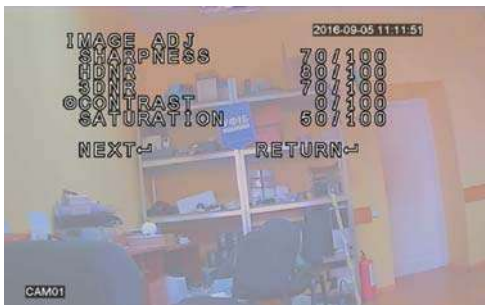 2016-09-05 11:11:51
IMAGE ADJ
SHARPNESS 70/100
HDNR 80/100
3DNR 70/100
⊙CONTRAST 0/100
SATURATION 50/100
NEXT↵ RETURN↵
CAM01